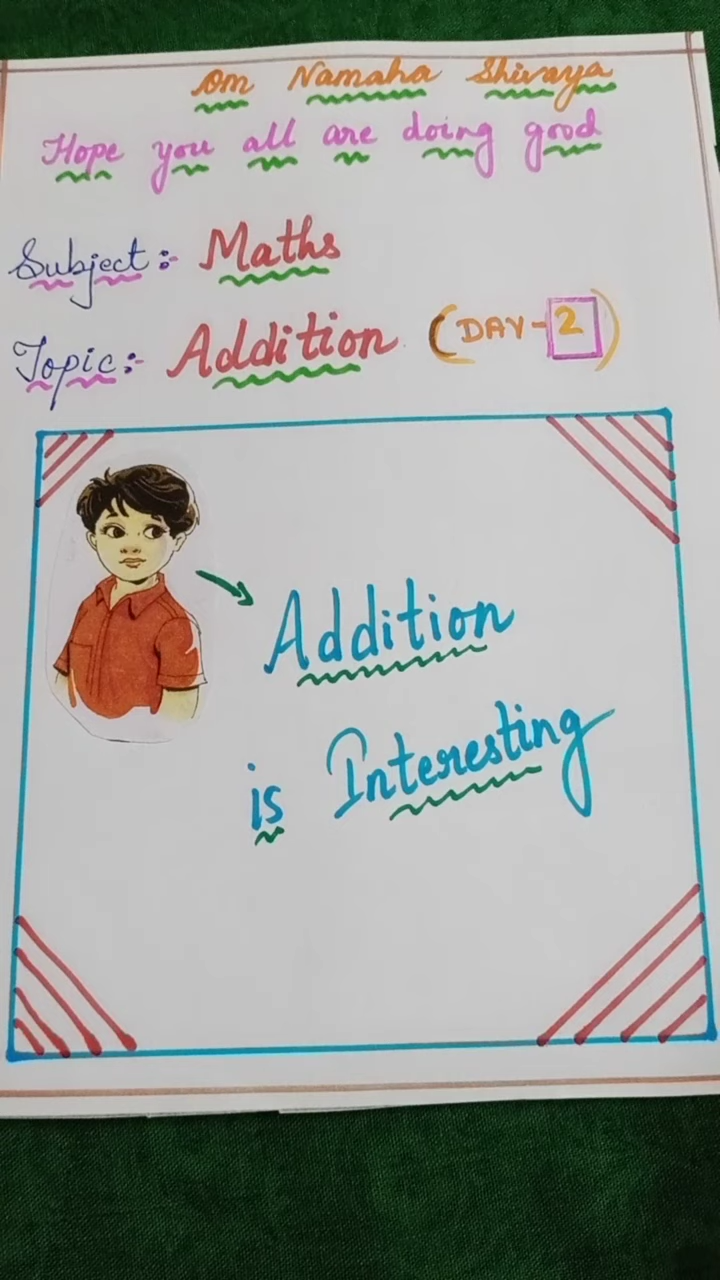 Om Namaha Shivaya
Hope you all are doing good
Subject:- Maths
Topic:- Addition (DAY-2)
Addition
is Interesting